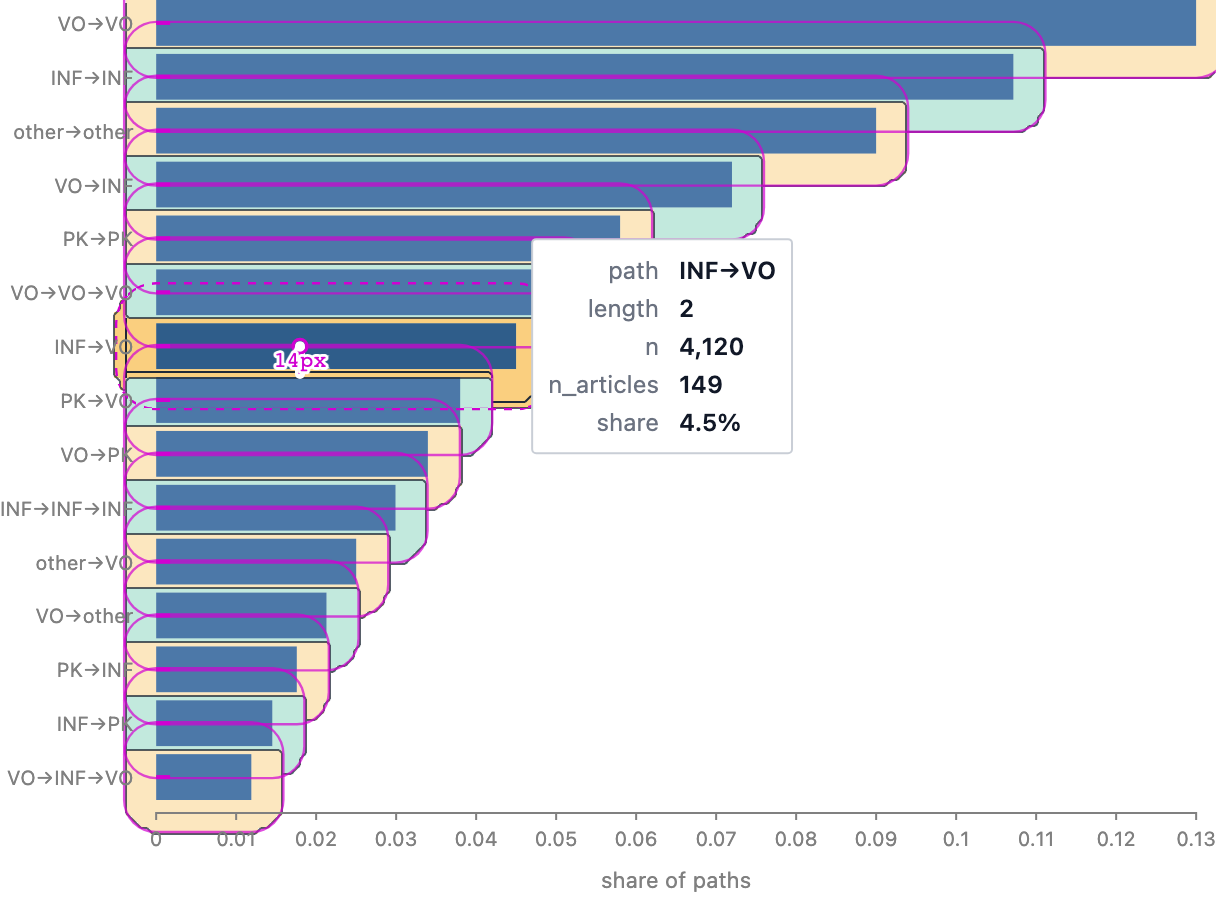 VO→VO
INF→INF
other→other
VO→INF
PK→PK
VO→VO→VO
INF→VO
PK→VO
VO→PK
INF→INF→INF
other→VO
VO→other
PK→INF
INF→PK
VO→INF→VO
14px
path INF→VO
length 2
n 4,120
n_articles 149
share 4.5%
0 0.01 0.02 0.03 0.04 0.05 0.06 0.07 0.08 0.09 0.1 0.11 0.12 0.13
share of paths